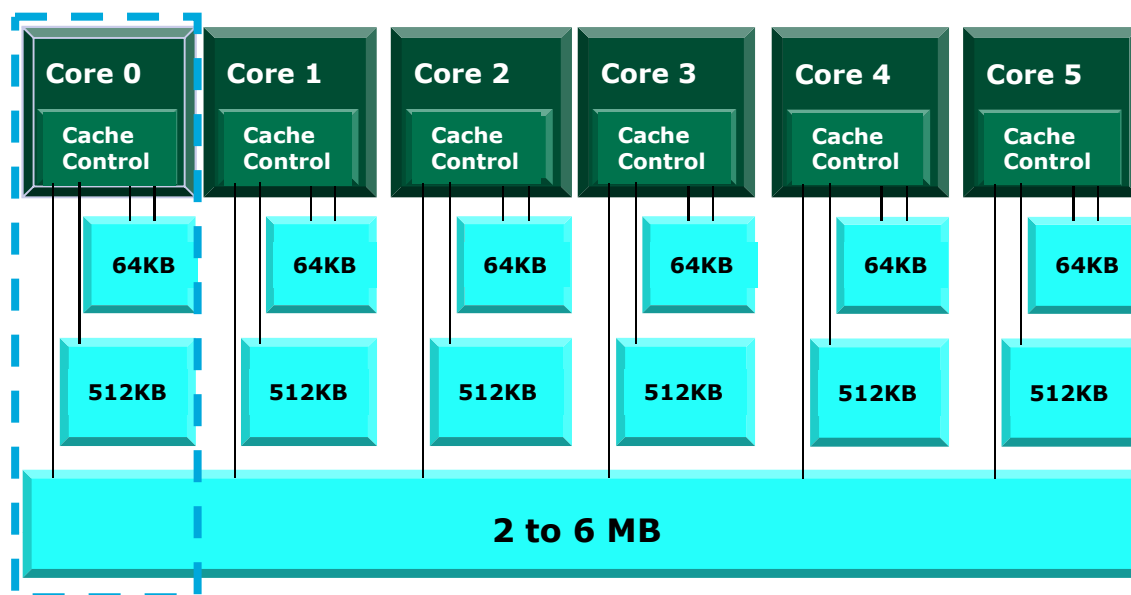 Core 0
Core 1
Core 2
Core 3
Core 4
Core 5
Cache
Control
Cache
Control
Cache
Control
Cache
Control
Cache
Control
Cache
Control
64KB
64KB
64KB
64KB
64KB
64KB
512KB
512KB
512KB
512KB
512KB
512KB
2 to 6 MB